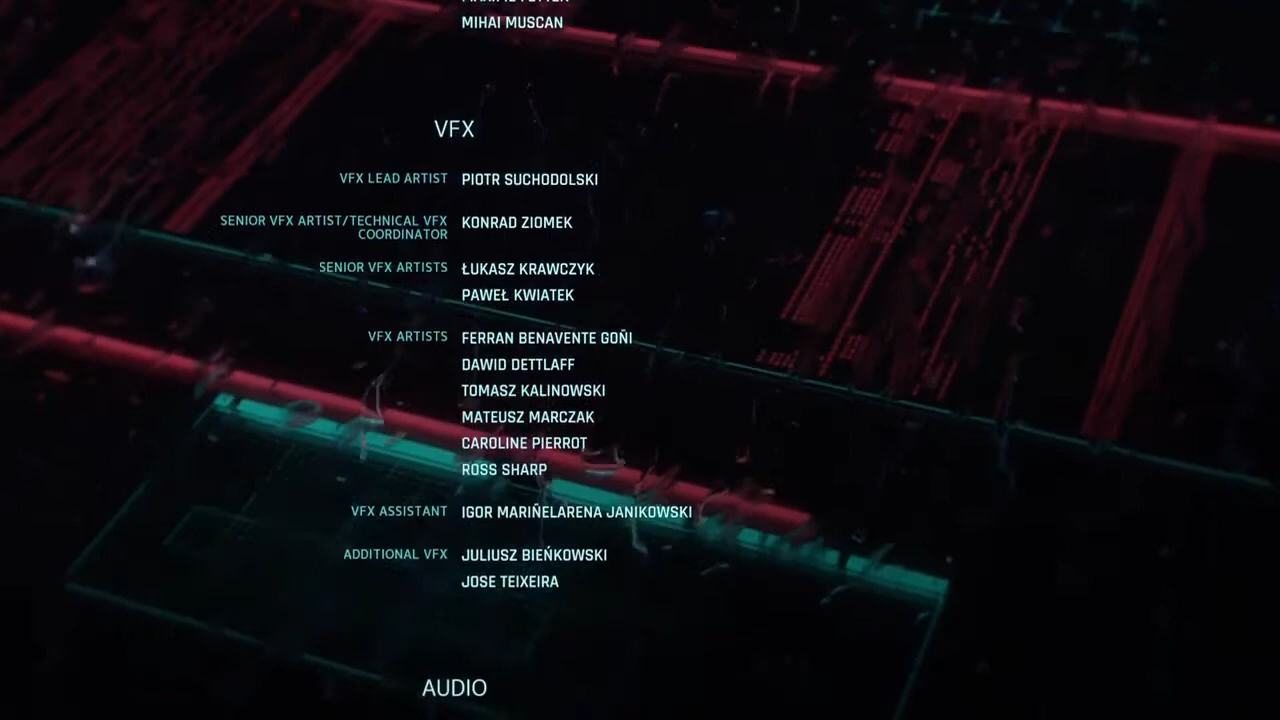 MIHAI MUSCAN
VFX
VFX LEAD ARTIST PIOTR SUCHODOLSKI
SENIOR VFX ARTIST/TECHNICAL VFX
COORDINATOR KONRAD ZIOMEK
SENIOR VFX ARTISTS ŁUKASZ KRAWCZYK
PAWEŁ KWIATEK
VFX ARTISTS FERRAN BENAVENTE GOÑI
DAWID DETTLAFF
TOMASZ KALINOWSKI
MATEUSZ MARCZAK
CAROLINE PIERROT
ROSS SHARP
VFX ASSISTANT IGOR MARIÑELARENA JANIKOWSKI
ADDITIONAL VFX JULIUSZ BIEŃKOWSKI
JOSE TEIXEIRA
AUDIO